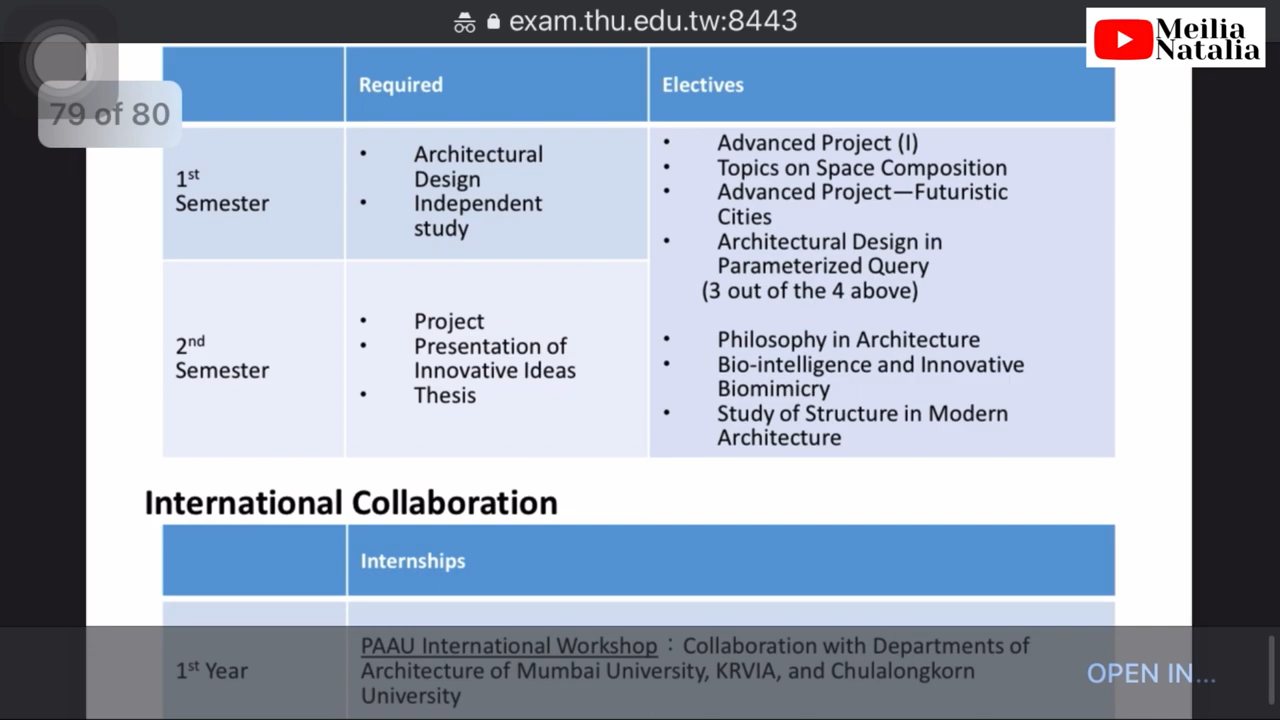 exam.thu.edu.tw:8443
Meilia
Natalia
79 of 80
Required
Electives
1st
Semester
• Architectural
Design
• Independent
study
• Advanced Project (I)
• Topics on Space Composition
• Advanced Project—Futuristic
Cities
• Architectural Design in
Parameterized Query
(3 out of the 4 above)
• Philosophy in Architecture
• Bio-intelligence and Innovative
Biomimicry
• Study of Structure in Modern
Architecture
2nd
Semester
• Project
• Presentation of
Innovative Ideas
• Thesis
International Collaboration
Internships
1st Year
PAAU International Workshop：Collaboration with Departments of
Architecture of Mumbai University, KRVIA, and Chulalongkorn
University
OPEN IN...